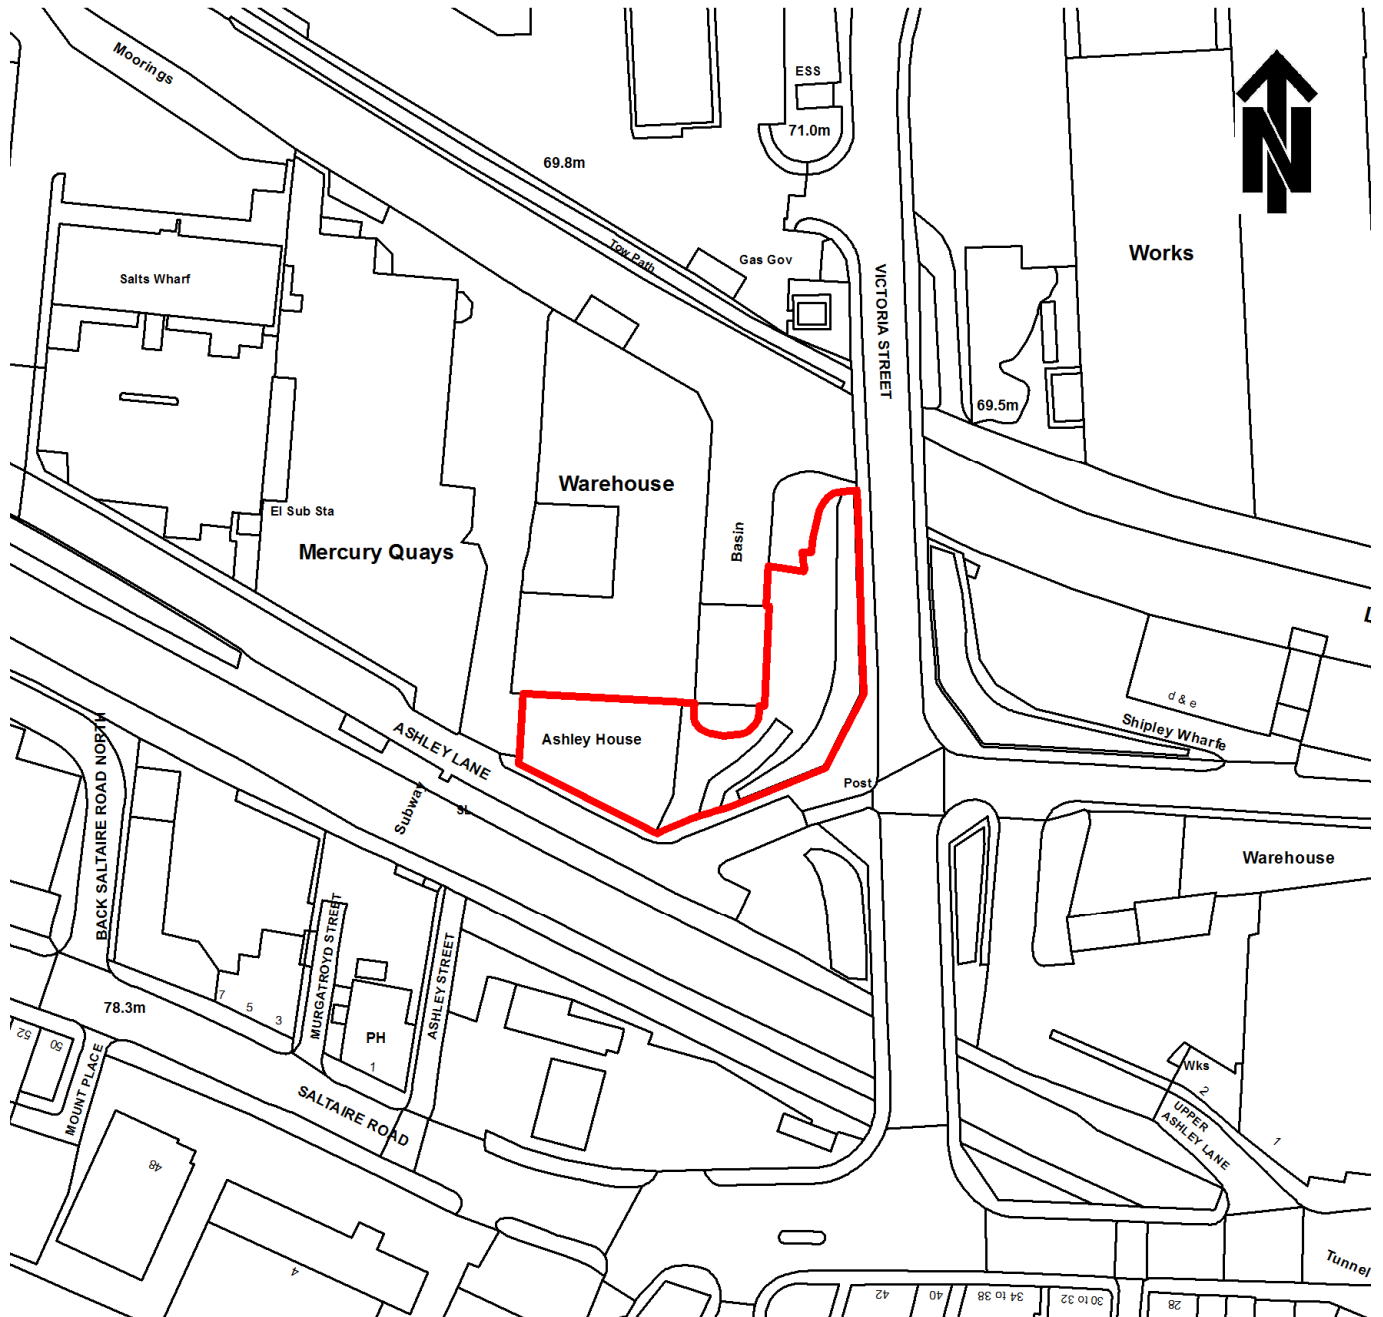 Moorings
ESS
71.0m
69.8m
N
Tow Path
Gas Gov
Works
Salts Wharf
VICTORIA STREET
69.5m
Warehouse
El Sub Sta
Basin
Mercury Quays
L
d & e
Shipley Wharfe
Ashley House
ASHLEY LANE
Post
Subway
SL
BACK SALTAIRE ROAD NORTH
Warehouse
MURGATROYD STREET
ASHLEY STREET
78.3m
7
5
3
PH
1
52
50
MOUNT PLACE
SALTAIRE ROAD
Wks
2
UPPER
ASHLEY LANE
1
48
4
Tunnel
42
40
34 to 38
30 to 32
28